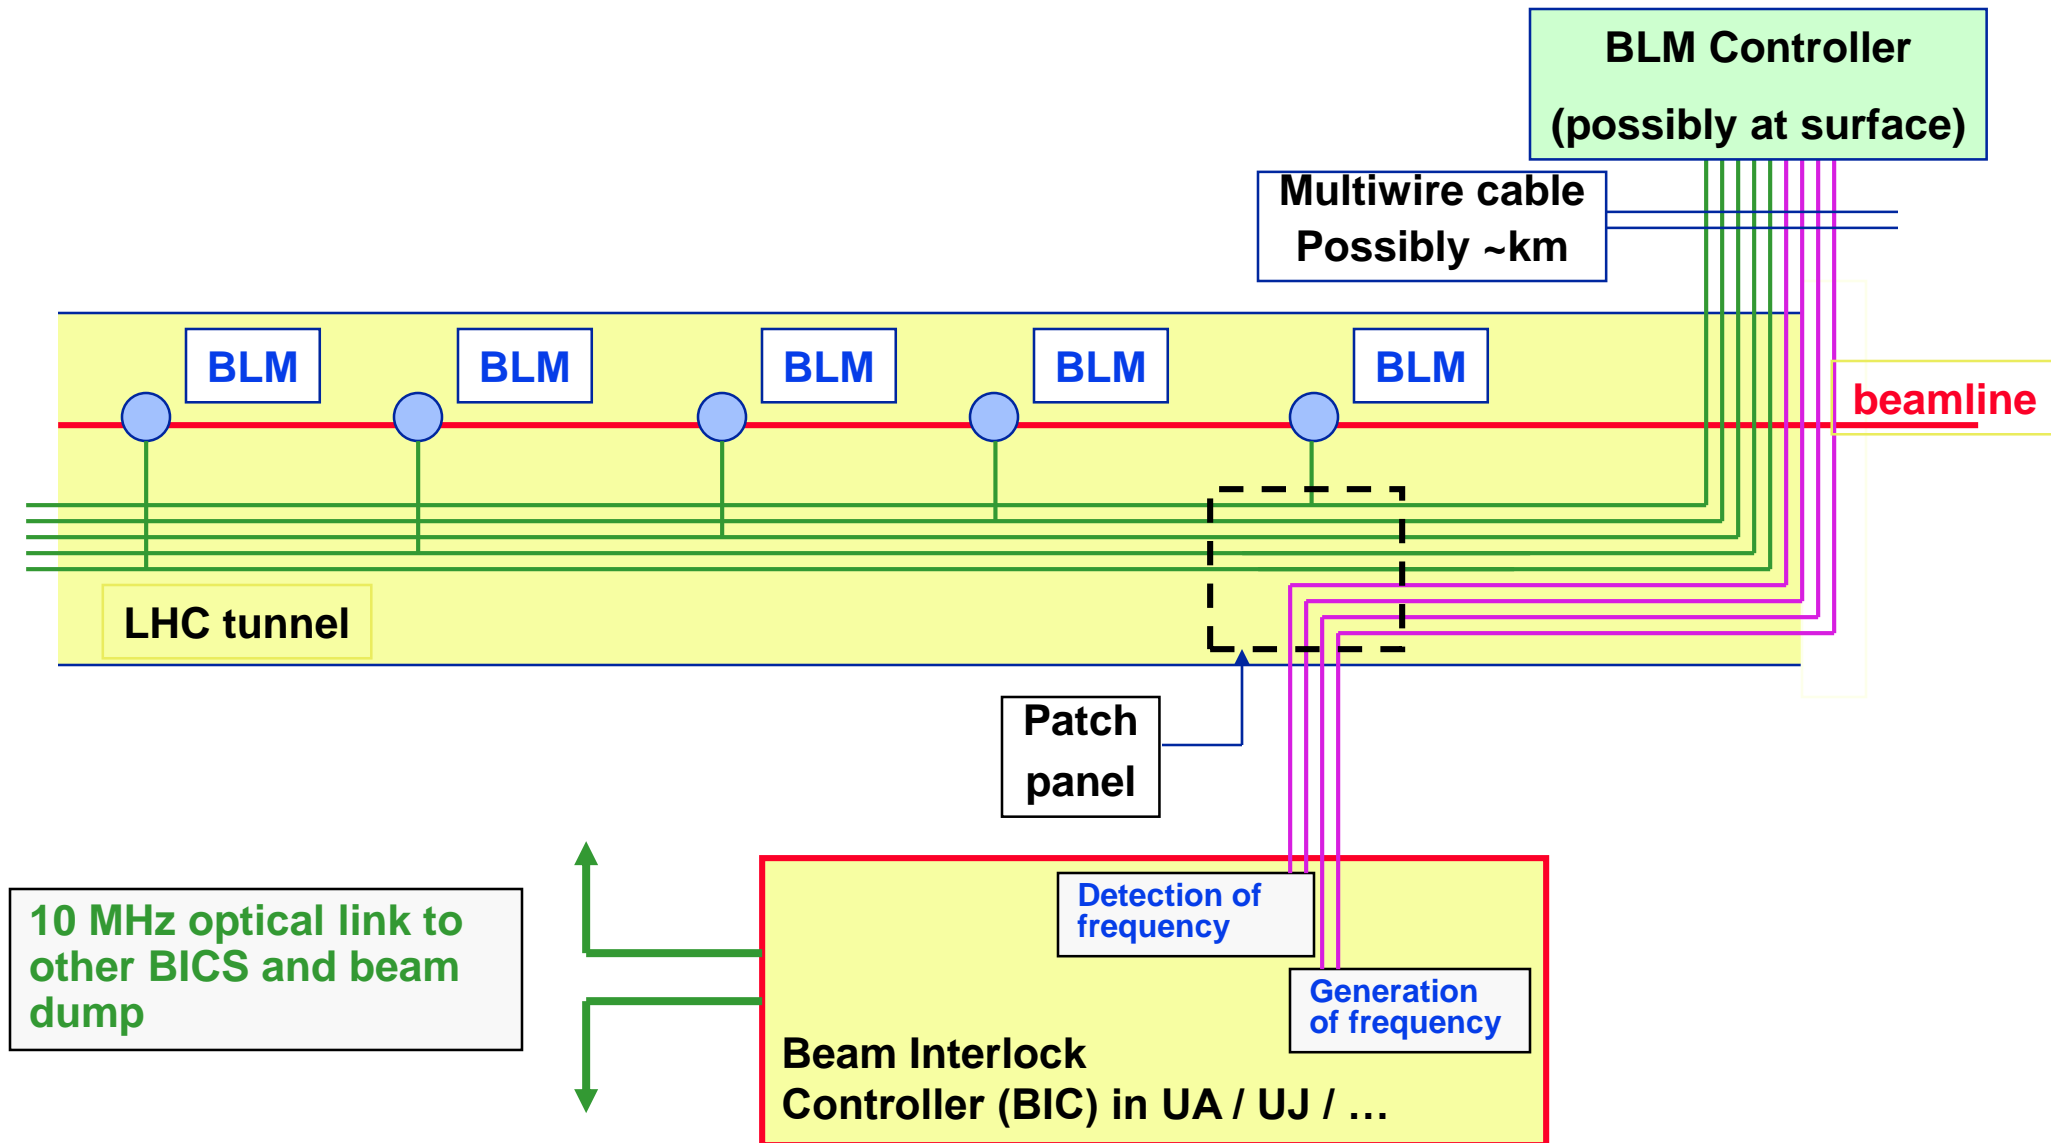 BLM Controller
(possibly at surface)
Multiwire cable
Possibly ~km
BLM
BLM
BLM
BLM
BLM
beamline
LHC tunnel
Patch
panel
Detection of
frequency
10 MHz optical link to
other BICS and beam
dump
Generation
of frequency
Beam Interlock
Controller (BIC) in UA / UJ / …